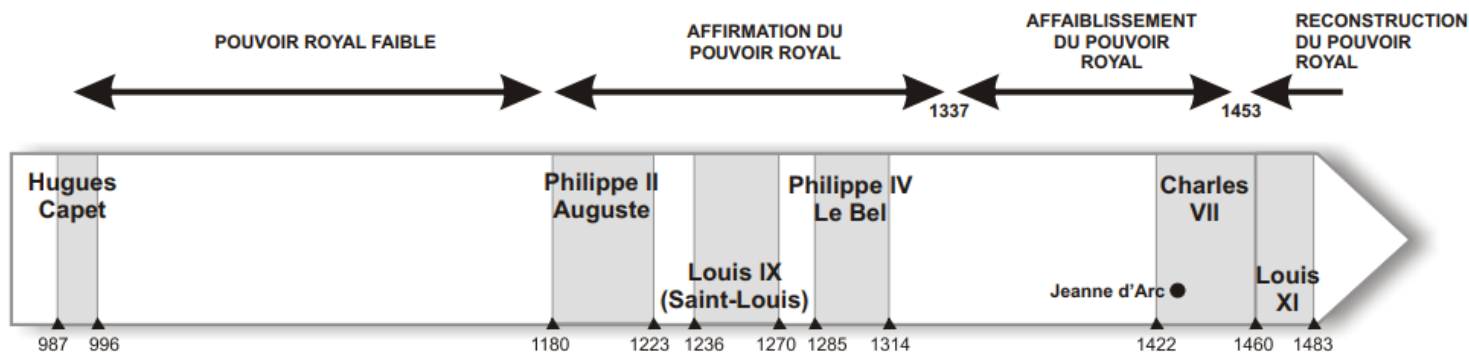 POUVOIR ROYAL FAIBLE
AFFIRMATION DU
POUVOIR ROYAL
AFFAIBLISSEMENT
DU POUVOIR
ROYAL
RECONSTRUCTION
DU POUVOIR
ROYAL
1337
1453
Hugues
Capet
Philippe II
Auguste
Louis IX
(Saint-Louis)
Philippe IV
Le Bel
Charles
VII
Jeanne d'Arc
Louis
XI
987
996
1180
1223
1236
1270
1285
1314
1422
1460
1483